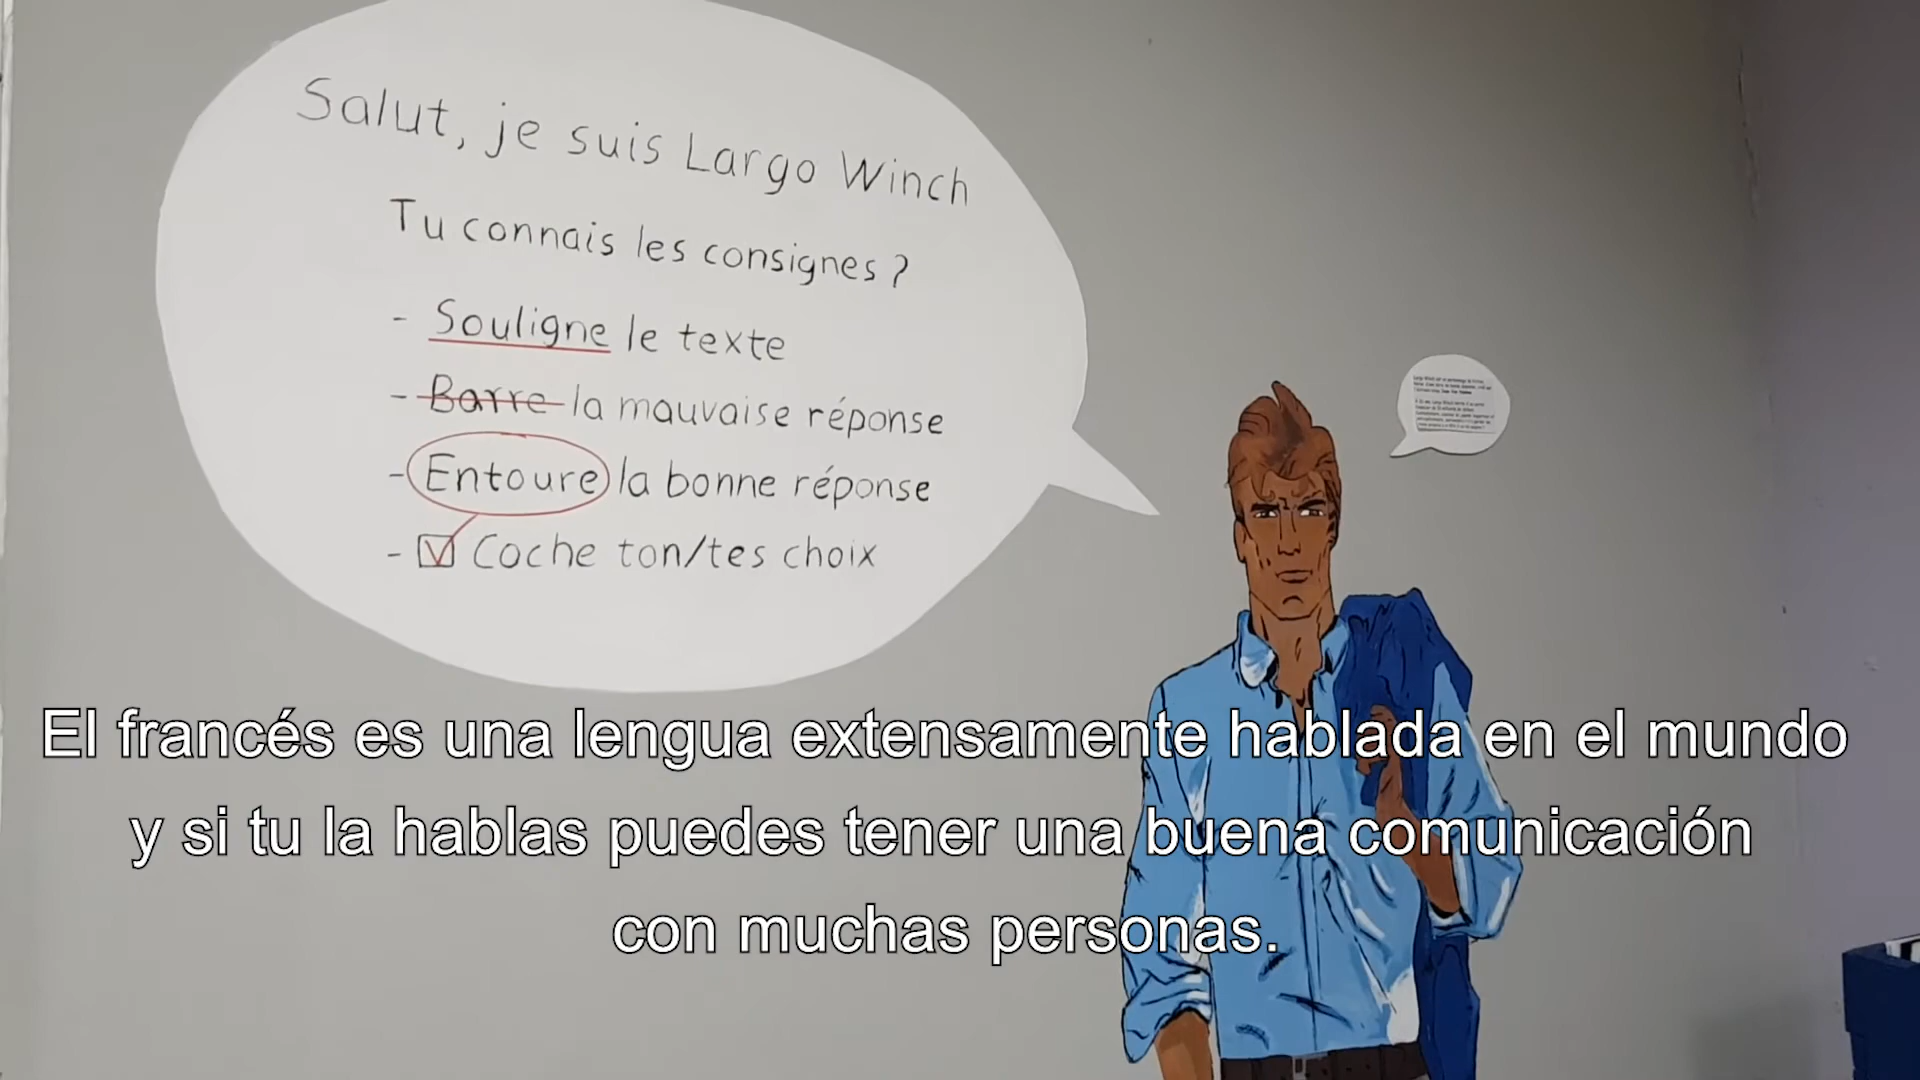 Salut, je suis Largo Winch
Tu connais les consignes ?
- Souligne le texte
- Barre la mauvaise réponse
- Entoure la bonne réponse
- Coche ton/tes choix
El francés es una lengua extensamente hablada en el mundo
y si tu la hablas puedes tener una buena comunicación
con muchas personas.